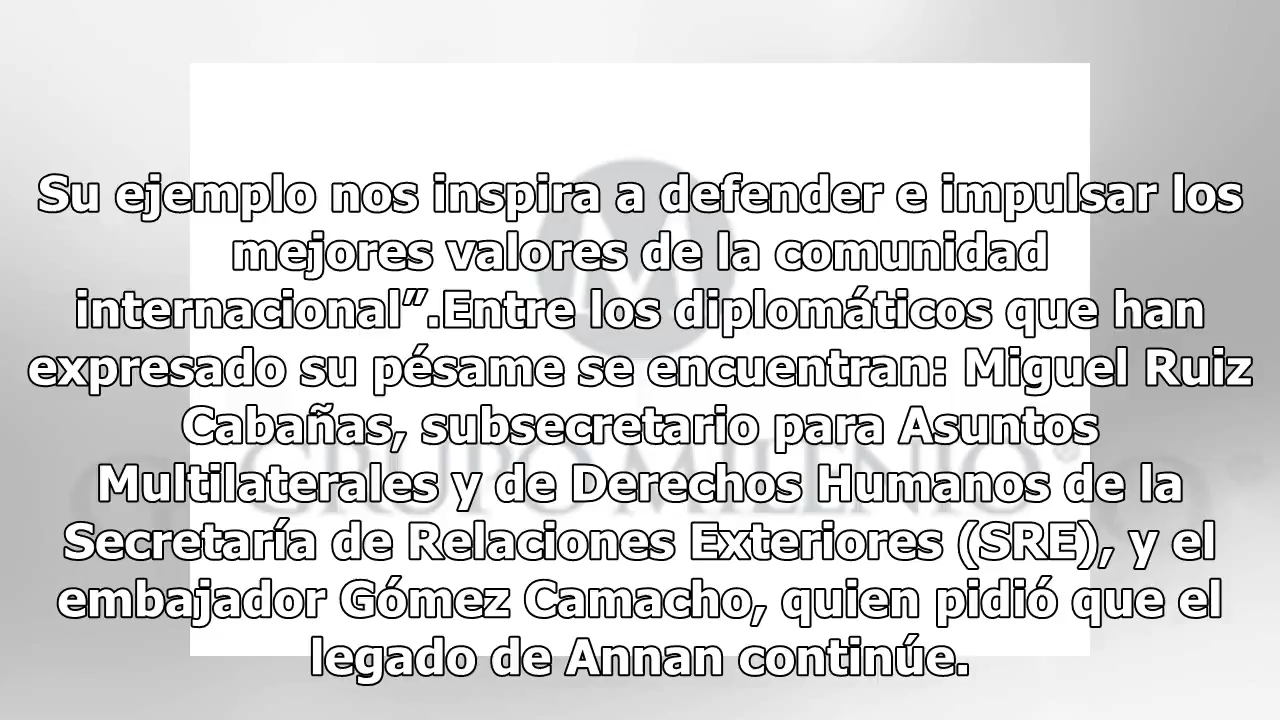 Su ejemplo nos inspira a defender e impulsar los
mejores valores de la comunidad
internacional”.Entre los diplomáticos que han
expresado su pésame se encuentran: Miguel Ruiz
Cabañas, subsecretario para Asuntos
Multilaterales y de Derechos Humanos de la
Secretaría de Relaciones Exteriores (SRE), y el
embajador Gómez Camacho, quien pidió que el
legado de Annan continúe.
M
GRUPO MILENIO®